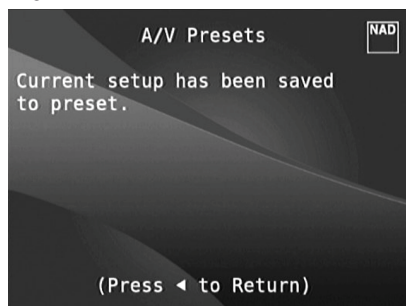 A/V Presets
NAD
Current setup has been saved
to preset.
(Press ◄ to Return)